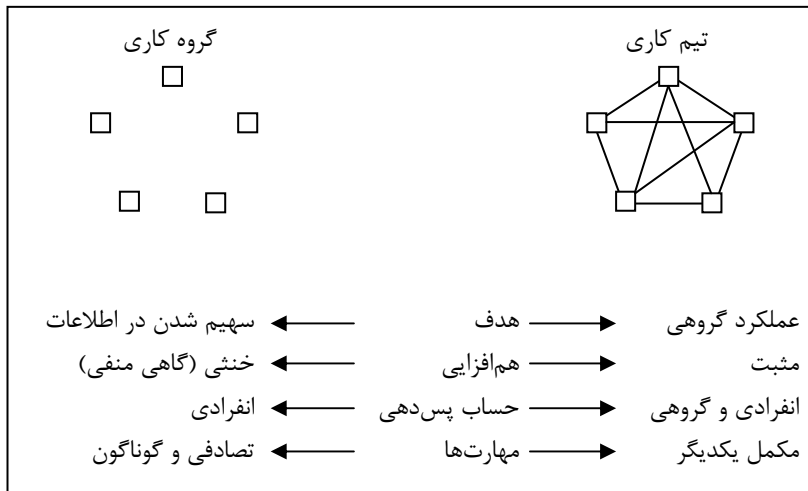 تیم کاری گروه کاری
عملکرد گروهی هدف سهیم شدن در اطلاعات
مثبت هم‌افزایی خنثی (گاهی منفی)
انفرادی و گروهی حساب پس‌دهی انفرادی
مکمل یکدیگر مهارت‌ها تصادفی و گوناگون